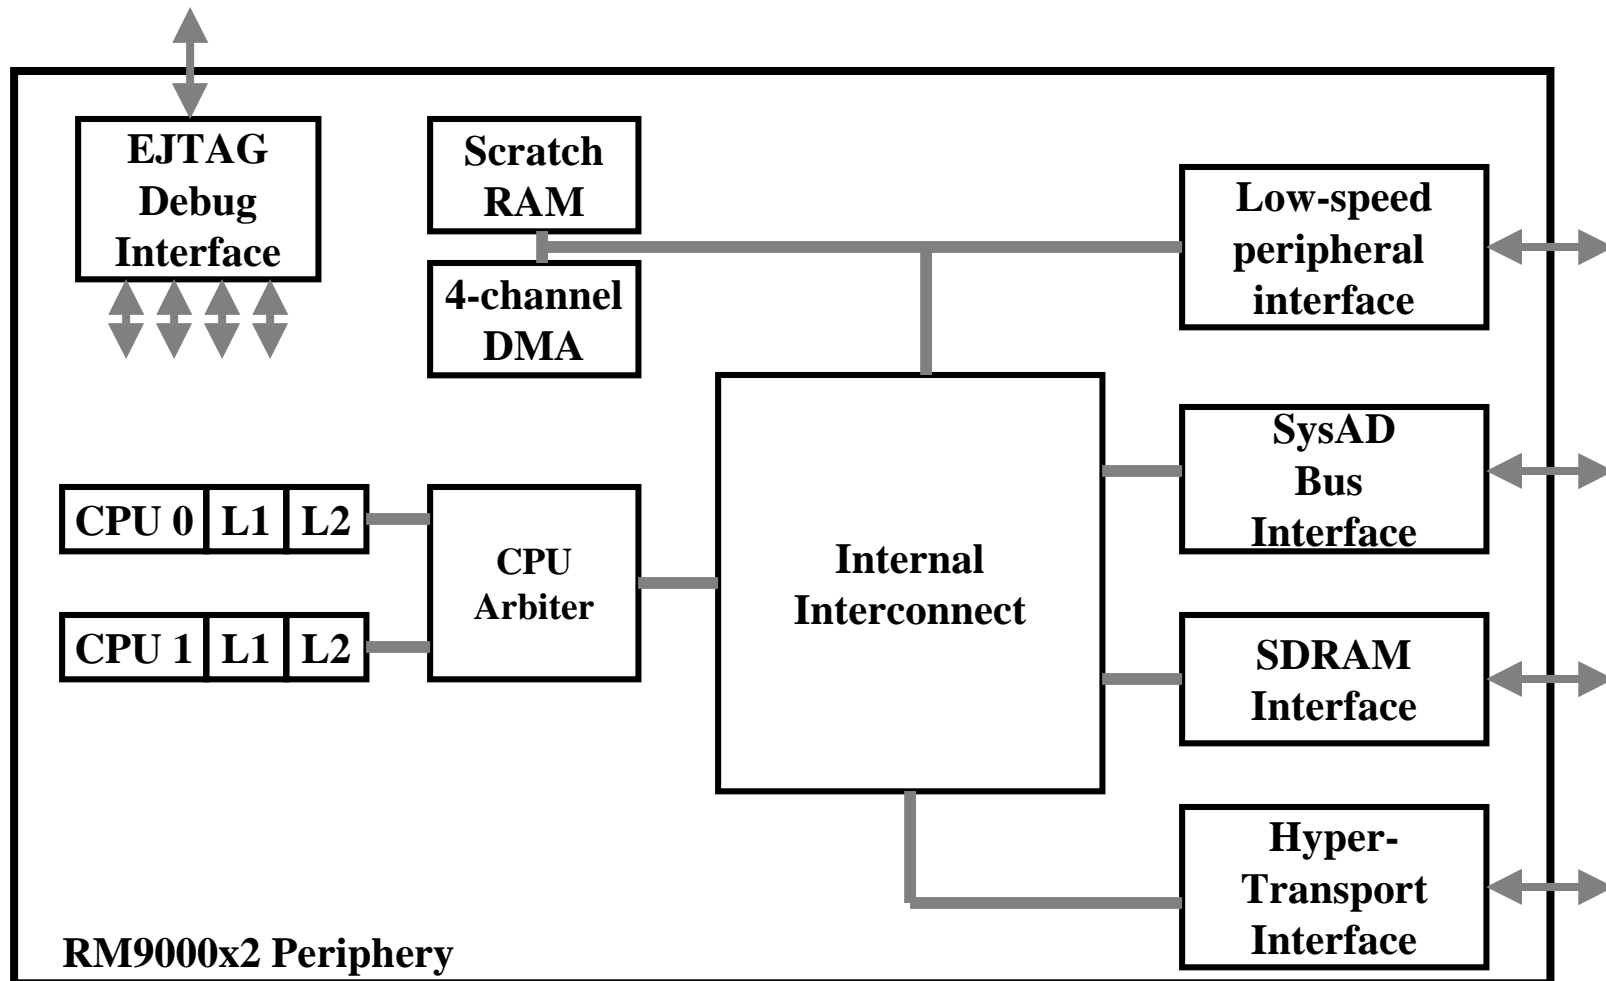 EJTAG
Debug
Interface
Scratch
RAM
4-channel
DMA
Low-speed
peripheral
interface
SysAD
Bus
Interface
CPU 0 L1 L2
CPU 1 L1 L2
CPU
Arbiter
Internal
Interconnect
SDRAM
Interface
Hyper-
Transport
Interface
RM9000x2 Periphery